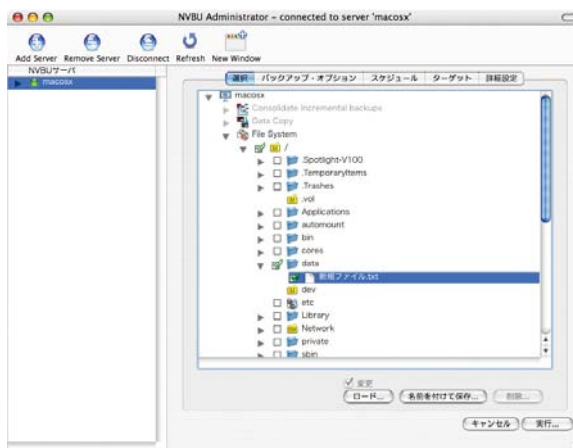 NVBU Administrator - connected to server 'macosx'
Add Server Remove Server Disconnect Refresh New Window
NVBUサーバ
macosx
選択 バックアップ・オプション スケジュール ターゲット 詳細設定
macosx
Consolidate Incremental backups
Data Copy
File System
/
.Spotlight-V100
.TemporaryItems
.Trashes
.vol
Applications
automount
bin
cores
data
新規ファイル.txt
dev
etc
Library
Network
private
sbin
変更
ロード... 名前を付けて保存... 削除...
キャンセル 実行...